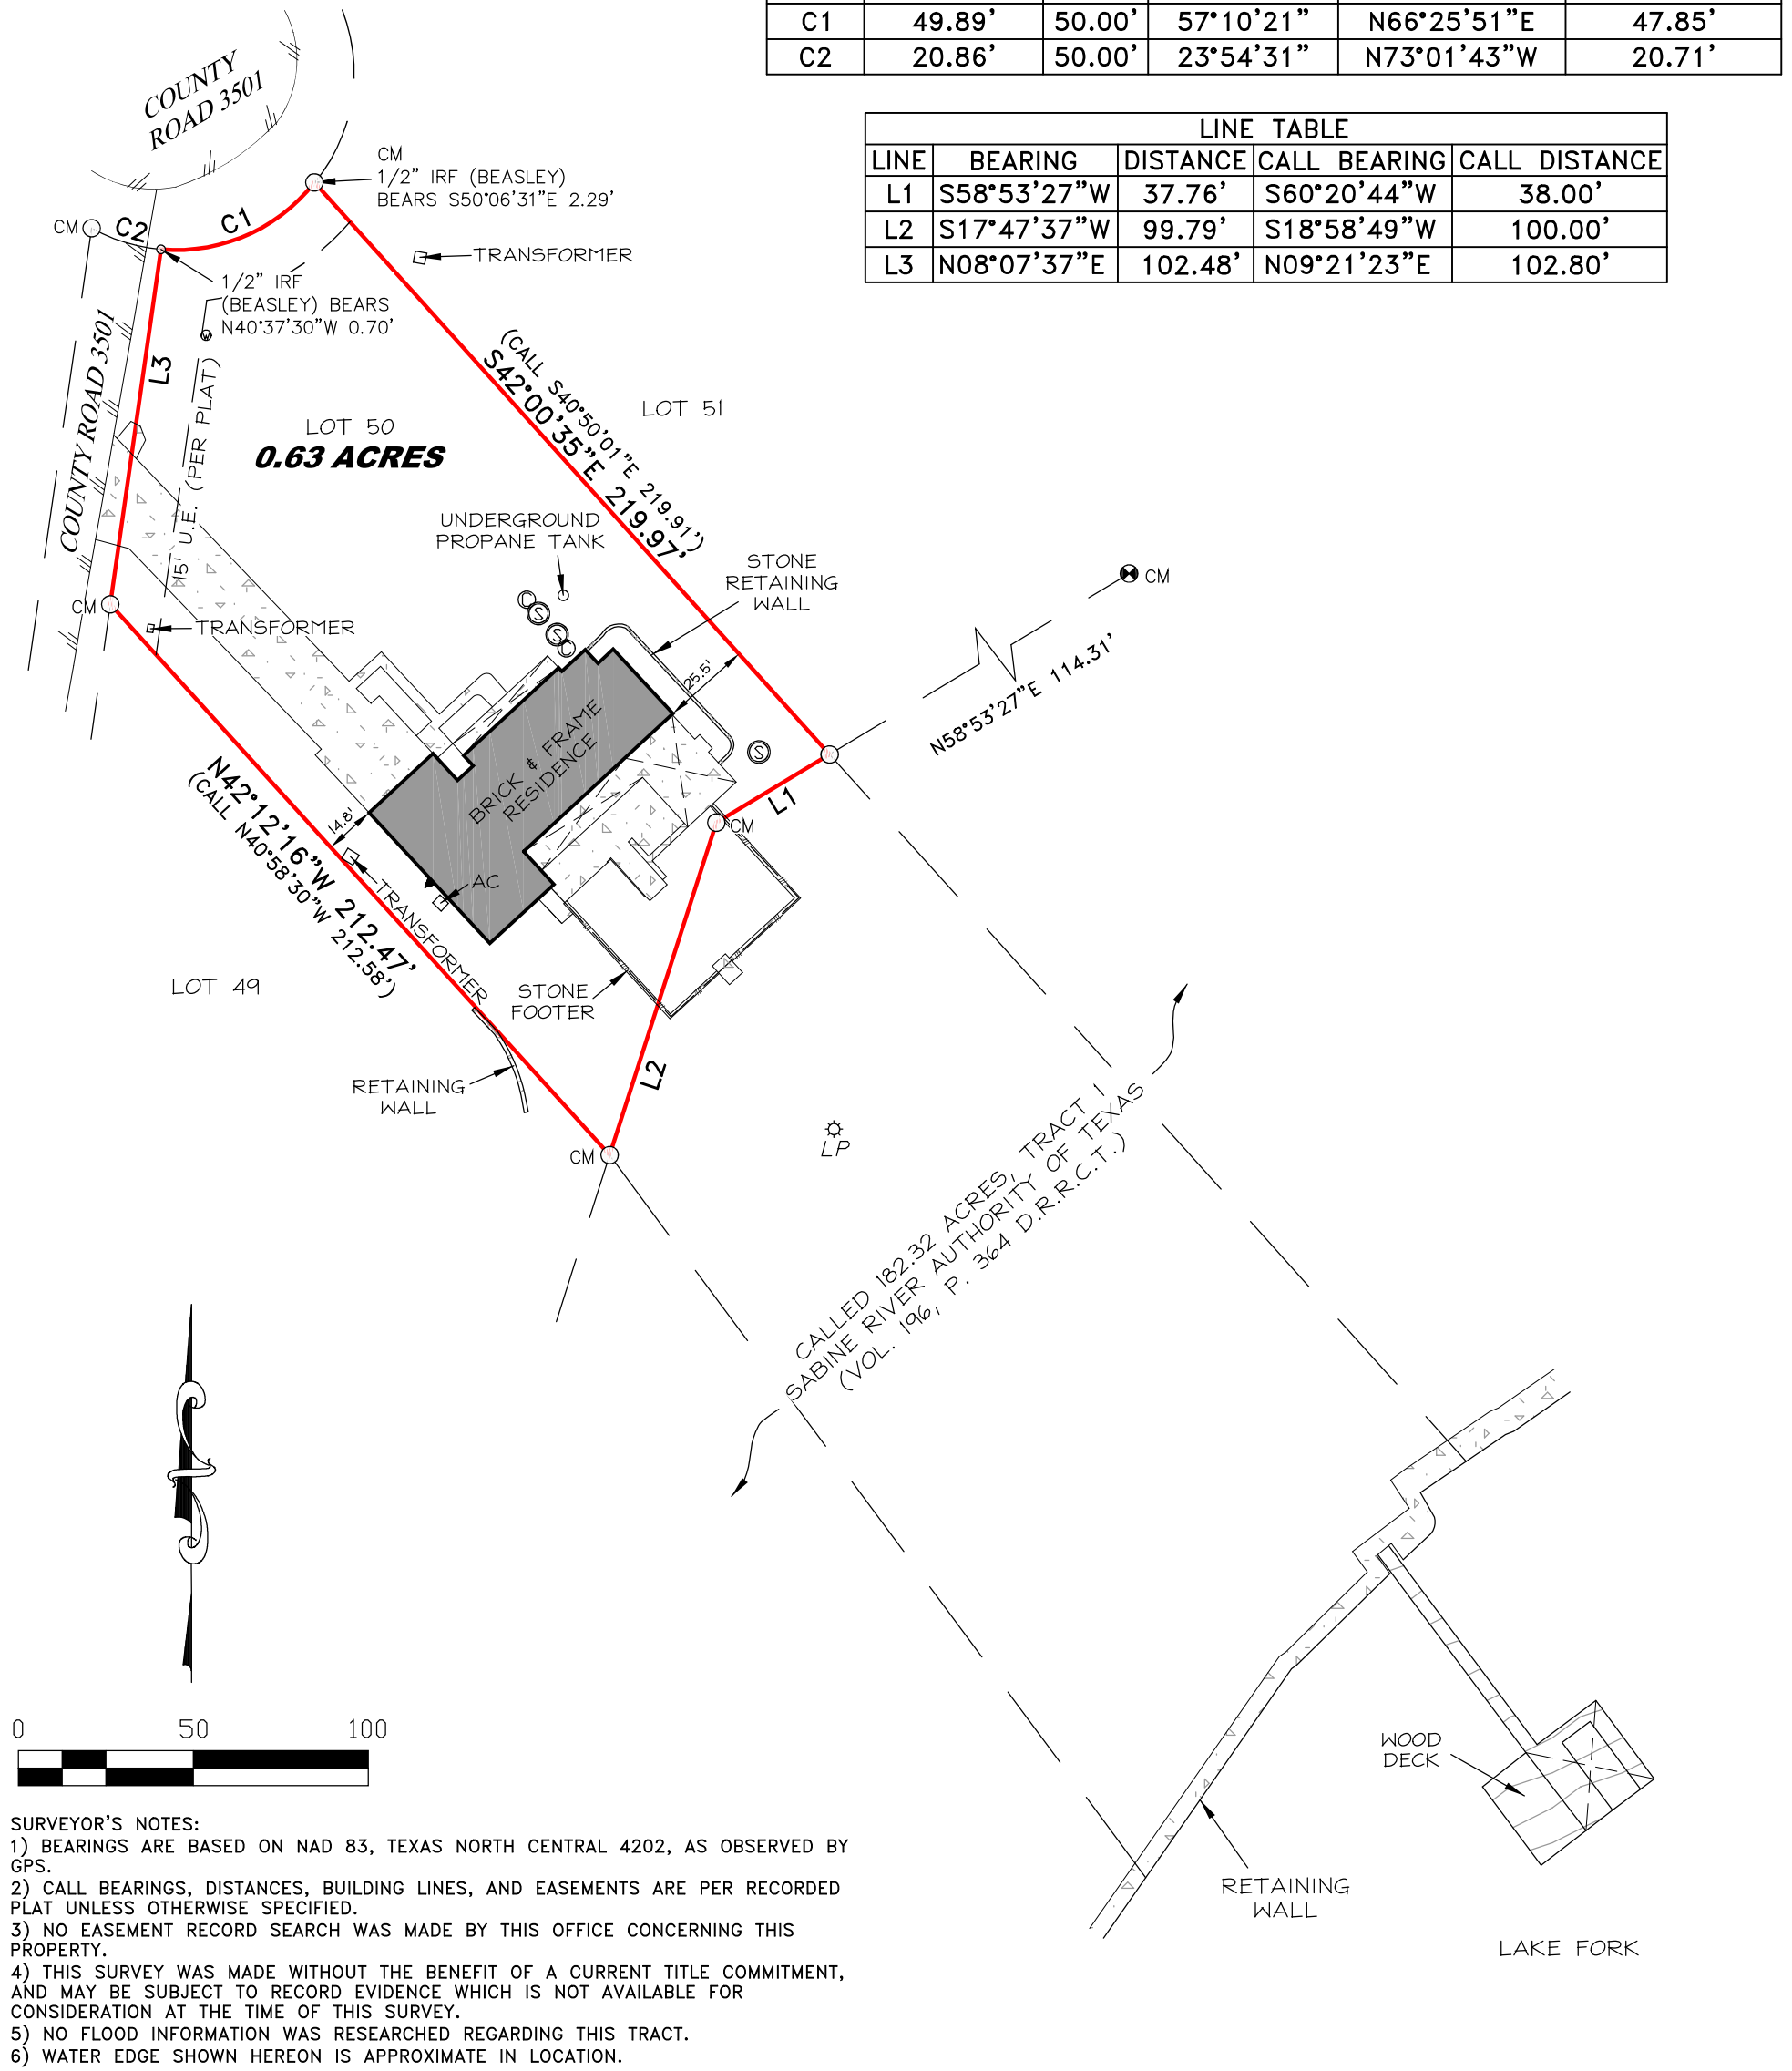 C1 49.89' 50.00' 57°10'21" N66°25'51"E 47.85'
C2 20.86' 50.00' 23°54'31" N73°01'43"W 20.71'
LINE TABLE
LINE BEARING DISTANCE CALL BEARING CALL DISTANCE
L1 S58°53'27"W 37.76' S60°20'44"W 38.00'
L2 S17°47'37"W 99.79' S18°58'49"W 100.00'
L3 N08°07'37"E 102.48' N09°21'23"E 102.80'
COUNTY
ROAD 3501
CM
1/2" IRF (BEASLEY)
BEARS S50°06'31"E 2.29'
CM
C2
C1
TRANSFORMER
1/2" IRF
(BEASLEY) BEARS
N40°37'30"W 0.70'
W
COUNTY ROAD 3501
L3
15' U.E. (PER PLAT)
LOT 50
0.63 ACRES
(CALL S40°50'01"E 219.91')
S42°00'35"E 219.97'
LOT 51
UNDERGROUND
PROPANE TANK
STONE
RETAINING
WALL
CM
N58°53'27"E 114.31'
CM
TRANSFORMER
C
S
S
C
25.5'
BRICK & FRAME
RESIDENCE
S
L1
CM
14.8'
N42°12'16"W 212.47'
(CALL N40°58'30"W 212.58')
TRANSFORMER
AC
LOT 49
STONE
FOOTER
RETAINING
WALL
L2
CM
LP
CALLED 182.32 ACRES, TRACT 1
SABINE RIVER AUTHORITY OF TEXAS
(VOL. 196, P. 364 D.R.R.C.T.)
0 50 100
WOOD
DECK
RETAINING
WALL
LAKE FORK
SURVEYOR'S NOTES:
1) BEARINGS ARE BASED ON NAD 83, TEXAS NORTH CENTRAL 4202, AS OBSERVED BY
GPS.
2) CALL BEARINGS, DISTANCES, BUILDING LINES, AND EASEMENTS ARE PER RECORDED
PLAT UNLESS OTHERWISE SPECIFIED.
3) NO EASEMENT RECORD SEARCH WAS MADE BY THIS OFFICE CONCERNING THIS
PROPERTY.
4) THIS SURVEY WAS MADE WITHOUT THE BENEFIT OF A CURRENT TITLE COMMITMENT,
AND MAY BE SUBJECT TO RECORD EVIDENCE WHICH IS NOT AVAILABLE FOR
CONSIDERATION AT THE TIME OF THIS SURVEY.
5) NO FLOOD INFORMATION WAS RESEARCHED REGARDING THIS TRACT.
6) WATER EDGE SHOWN HEREON IS APPROXIMATE IN LOCATION.